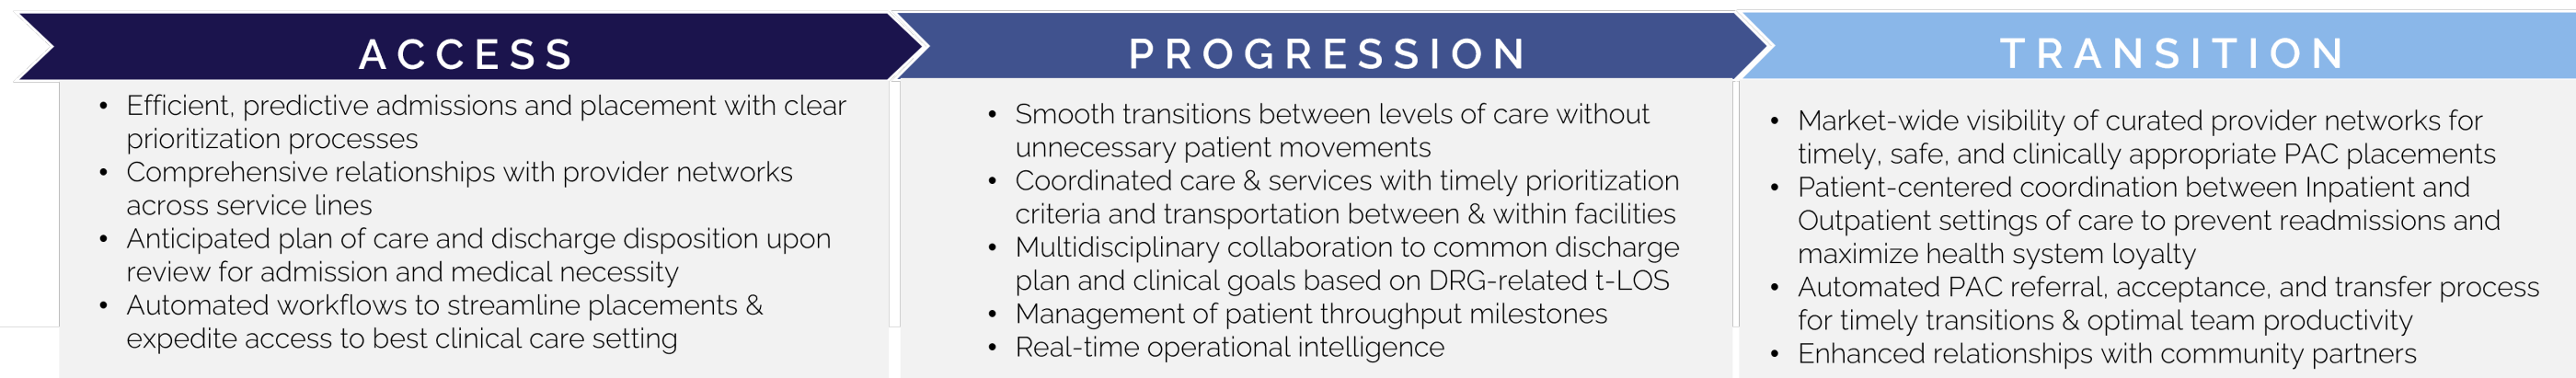 ACCESS
• Efficient, predictive admissions and placement with clear
prioritization processes
• Comprehensive relationships with provider networks
across service lines
• Anticipated plan of care and discharge disposition upon
review for admission and medical necessity
• Automated workflows to streamline placements &
expedite access to best clinical care setting
PROGRESSION
• Smooth transitions between levels of care without
unnecessary patient movements
• Coordinated care & services with timely prioritization
criteria and transportation between & within facilities
• Multidisciplinary collaboration to common discharge
plan and clinical goals based on DRG-related t-LOS
• Management of patient throughput milestones
• Real-time operational intelligence
TRANSITION
• Market-wide visibility of curated provider networks for
timely, safe, and clinically appropriate PAC placements
• Patient-centered coordination between Inpatient and
Outpatient settings of care to prevent readmissions and
maximize health system loyalty
• Automated PAC referral, acceptance, and transfer process
for timely transitions & optimal team productivity
• Enhanced relationships with community partners